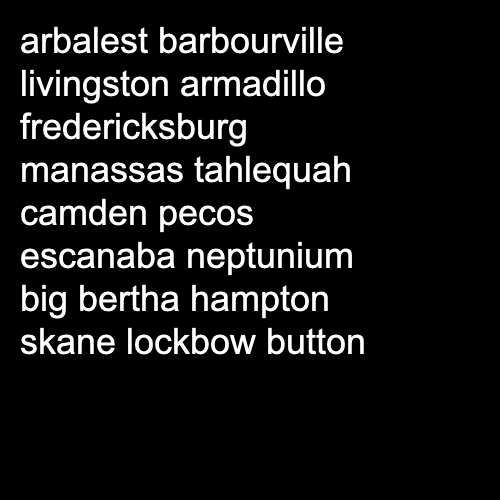 arbalest barbourville
livingston armadillo
fredericksburg
manassas tahlequah
camden pecos
escanaba neptunium
big bertha hampton
skane lockbow button